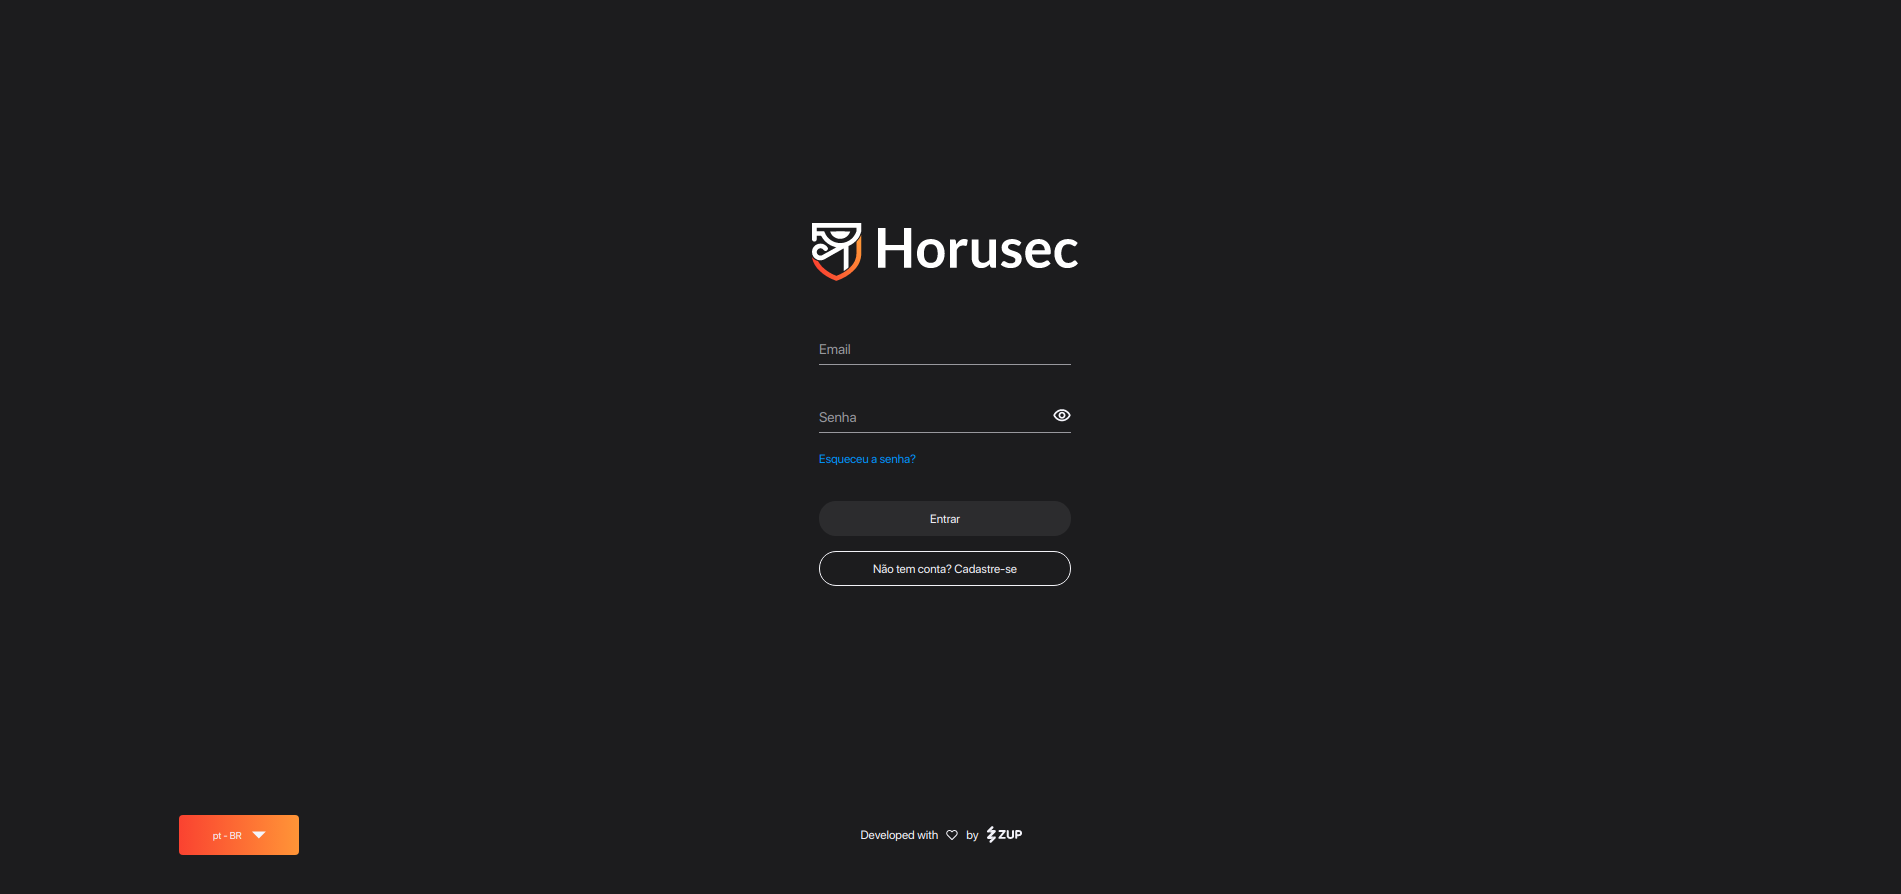 Horusec
Email
Senha
Esqueceu a senha?
Entrar
Não tem conta? Cadastre-se
pt - BR
Developed with by ZUP